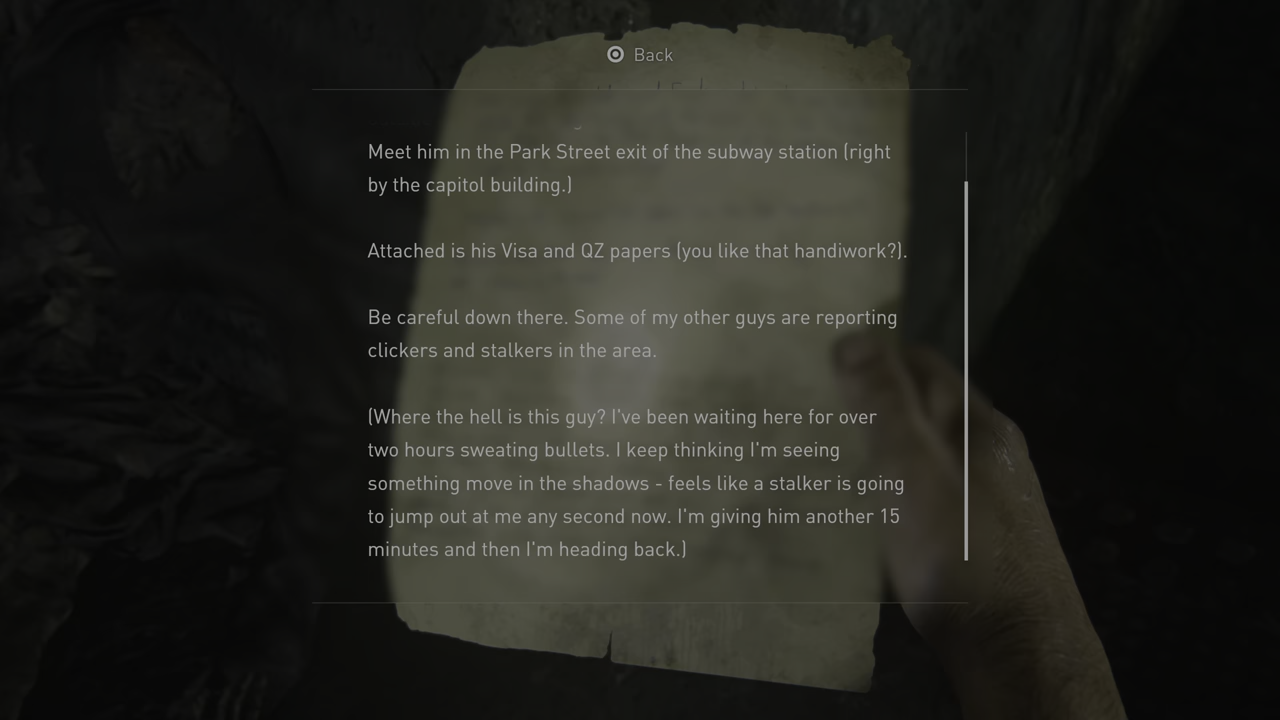 Back
Meet him in the Park Street exit of the subway station (right
by the capitol building.)
Attached is his Visa and QZ papers (you like that handiwork?).
Be careful down there. Some of my other guys are reporting
clickers and stalkers in the area.
(Where the hell is this guy? I've been waiting here for over
two hours sweating bullets. I keep thinking I'm seeing
something move in the shadows - feels like a stalker is going
to jump out at me any second now. I'm giving him another 15
minutes and then I'm heading back.)